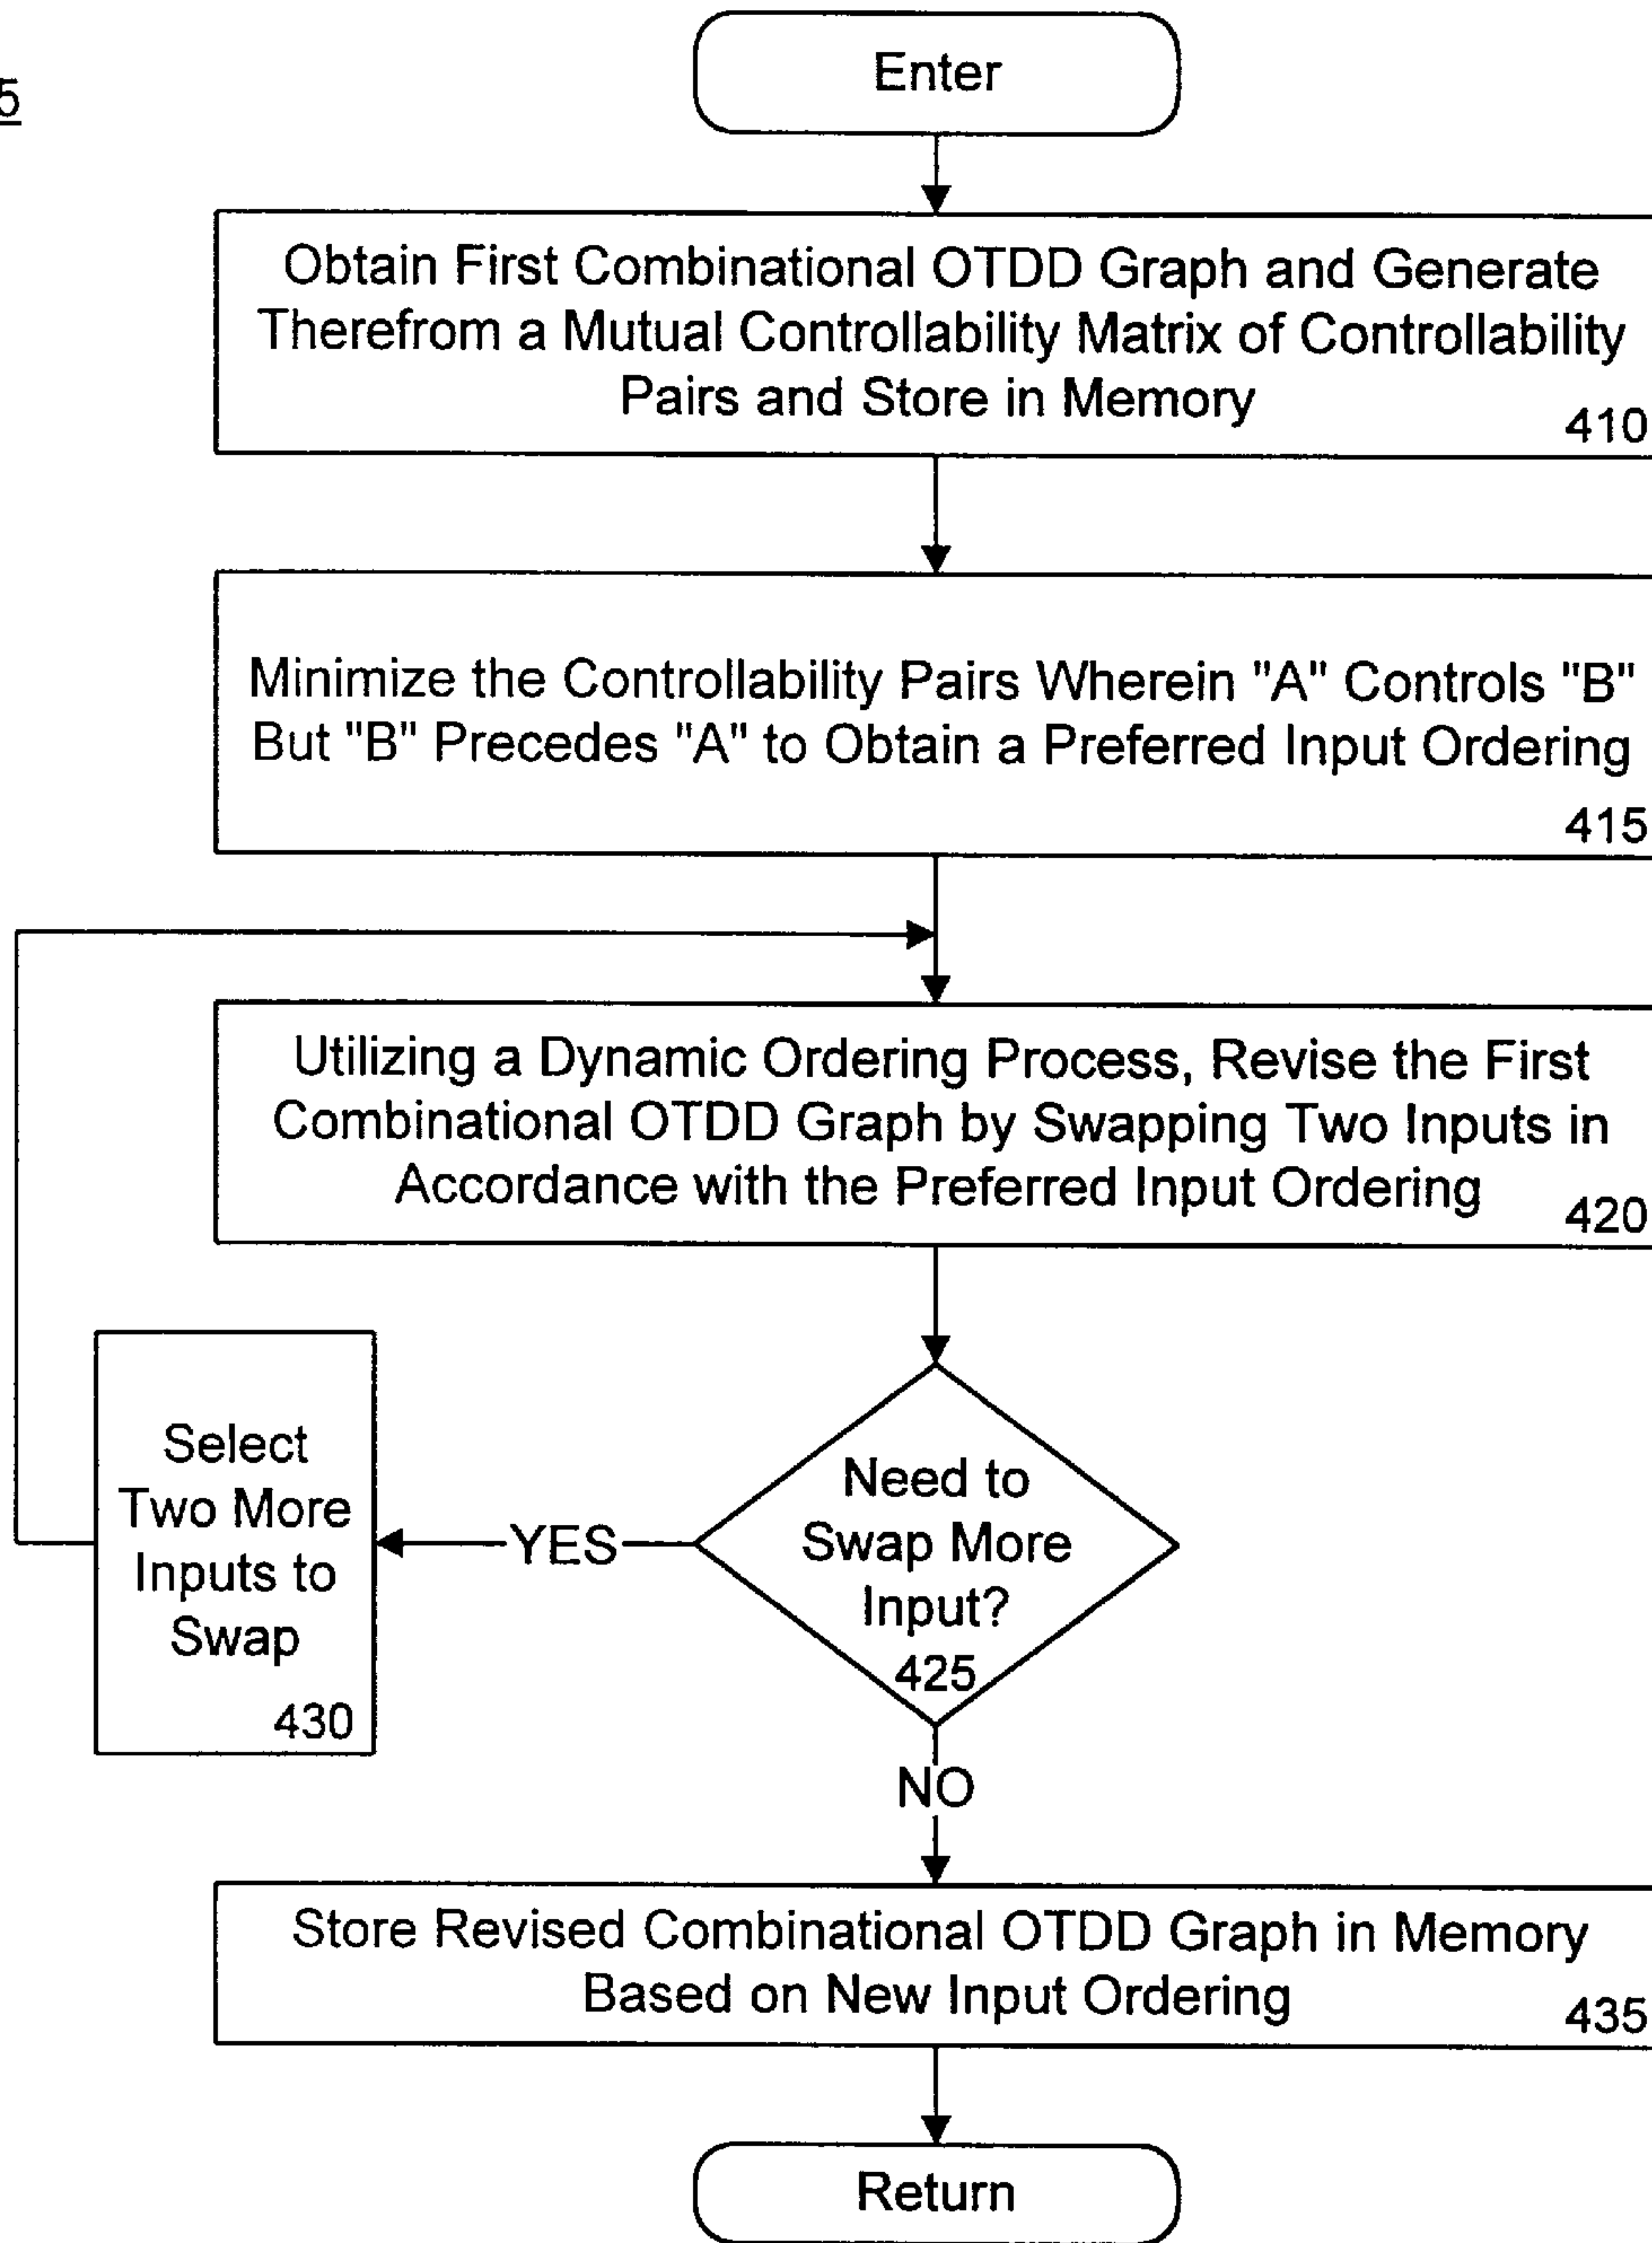 5
Enter
Obtain First Combinational OTDD Graph and Generate
Therefrom a Mutual Controllability Matrix of Controllability
Pairs and Store in Memory
410
Minimize the Controllability Pairs Wherein "A" Controls "B"
But "B" Precedes "A" to Obtain a Preferred Input Ordering
415
Utilizing a Dynamic Ordering Process, Revise the First
Combinational OTDD Graph by Swapping Two Inputs in
Accordance with the Preferred Input Ordering
420
Need to
Swap More
Input?
425
YES
Select
Two More
Inputs to
Swap
430
NO
Store Revised Combinational OTDD Graph in Memory
Based on New Input Ordering
435
Return